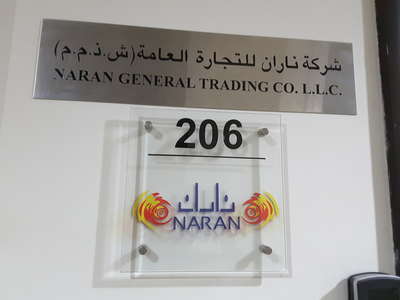 شركة ناران للتجارة العامة(ش.ذ.م.م)
NARAN GENERAL TRADING CO. L.L.C.
206
ناران
NARAN